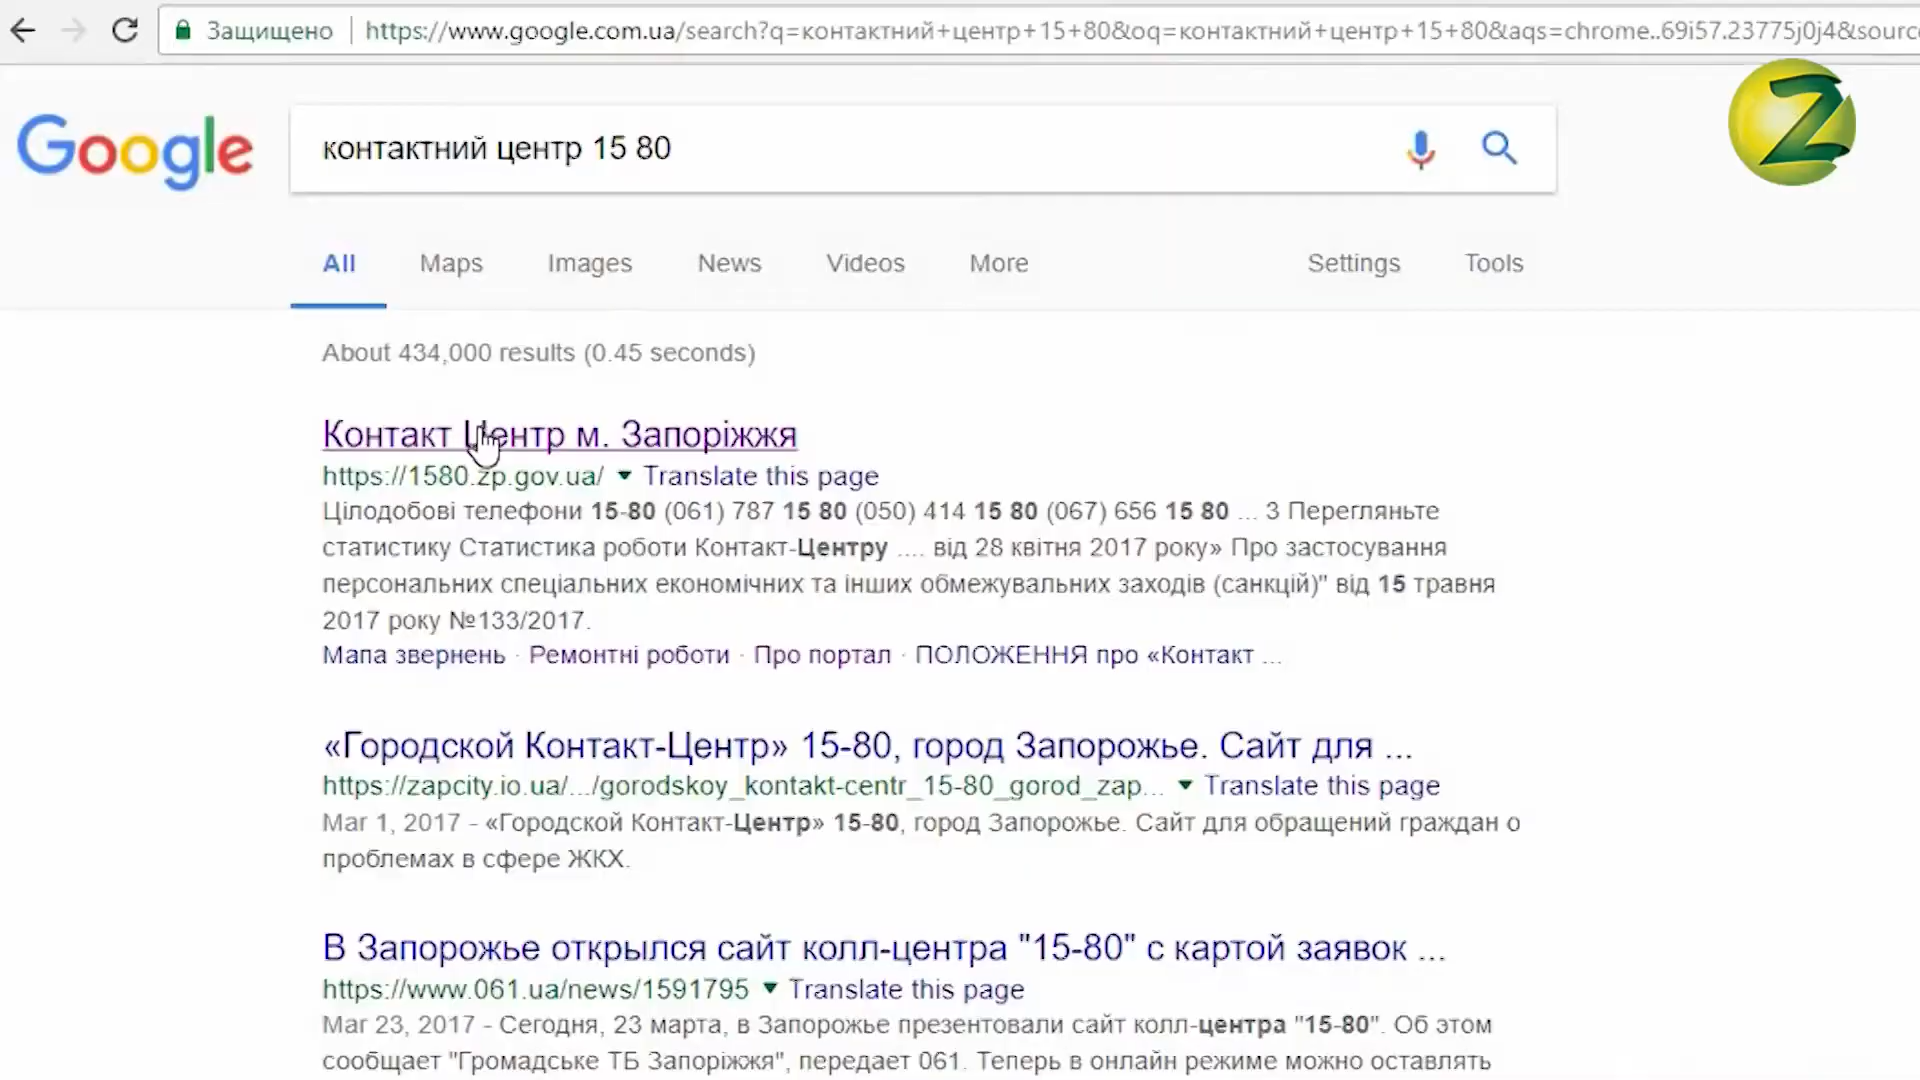 Защищено https://www.google.com.ua/search?q=контактний+центр+15+80&oq=контактний+центр+15+80&aqs=chrome..69i57.23775j0j4&sourc
Google контактний центр 15 80
Z
All Maps Images News Videos More Settings Tools
About 434,000 results (0.45 seconds)
Контакт Центр м. Запоріжжя
https://1580.zp.gov.ua/ Translate this page
Цілодобові телефони 15-80 (061) 787 15 80 (050) 414 15 80 (067) 656 15 80 ... 3 Перегляньте
статистику Статистика роботи Контакт-Центру .... від 28 квітня 2017 року» Про застосування
персональних спеціальних економічних та інших обмежувальних заходів (санкцій)" від 15 травня
2017 року №133/2017.
Мапа звернень · Ремонтні роботи · Про портал · ПОЛОЖЕННЯ про «Контакт ...
«Городской Контакт-Центр» 15-80, город Запорожье. Сайт для ...
https://zapcity.io.ua/.../gorodskoy_kontakt-centr_15-80_gorod_zap... Translate this page
Mar 1, 2017 - «Городской Контакт-Центр» 15-80, город Запорожье. Сайт для обращений граждан о
проблемах в сфере ЖКХ.
В Запорожье открылся сайт колл-центра "15-80" с картой заявок ...
https://www.061.ua/news/1591795 Translate this page
Mar 23, 2017 - Сегодня, 23 марта, в Запорожье презентовали сайт колл-центра "15-80". Об этом
сообщает "Громадське ТБ Запоріжжя", передает 061. Теперь в онлайн режиме можно оставлять